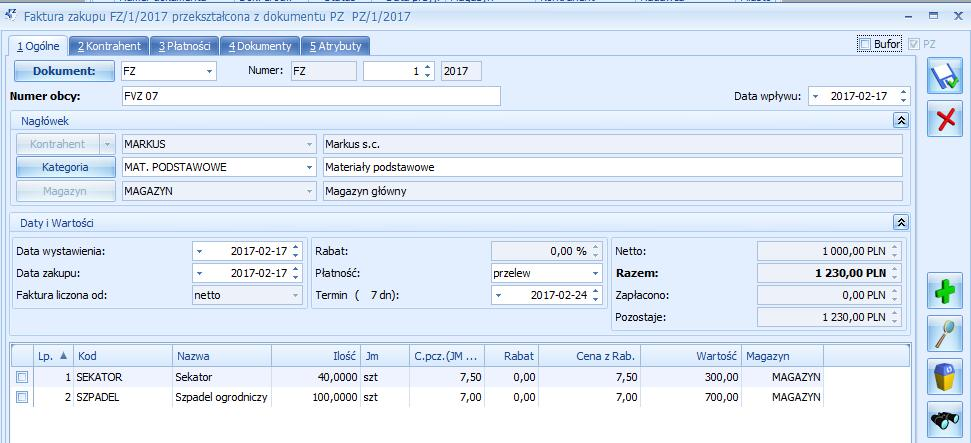 Faktura zakupu FZ/1/2017 przekształcona z dokumentu PZ PZ/1/2017
1 Ogólne 2 Kontrahent 3 Płatności 4 Dokumenty 5 Atrybuty Bufor PZ
Dokument: FZ Numer: FZ 1 2017
Numer obcy: FVZ 07 Data wpływu: 2017-02-17
Nagłówek
Kontrahent MARKUS Markus s.c.
Kategoria MAT. PODSTAWOWE Materiały podstawowe
Magazyn MAGAZYN Magazyn główny
Daty i Wartości
Data wystawienia: 2017-02-17 Rabat: 0,00 % Netto: 1 000,00 PLN
Data zakupu: 2017-02-17 Płatność: przelew Razem: 1 230,00 PLN
Faktura liczona od: netto Termin ( 7 dn): 2017-02-24 Zapłacono: 0,00 PLN
Pozostaje: 1 230,00 PLN
Lp. Kod Nazwa Ilość Jm C.pcz.(JM ... Rabat Cena z Rab. Wartość Magazyn
1 SEKATOR Sekator 40,0000 szt 7,50 0,00 7,50 300,00 MAGAZYN
2 SZPADEL Szpadel ogrodniczy 100,0000 szt 7,00 0,00 7,00 700,00 MAGAZYN